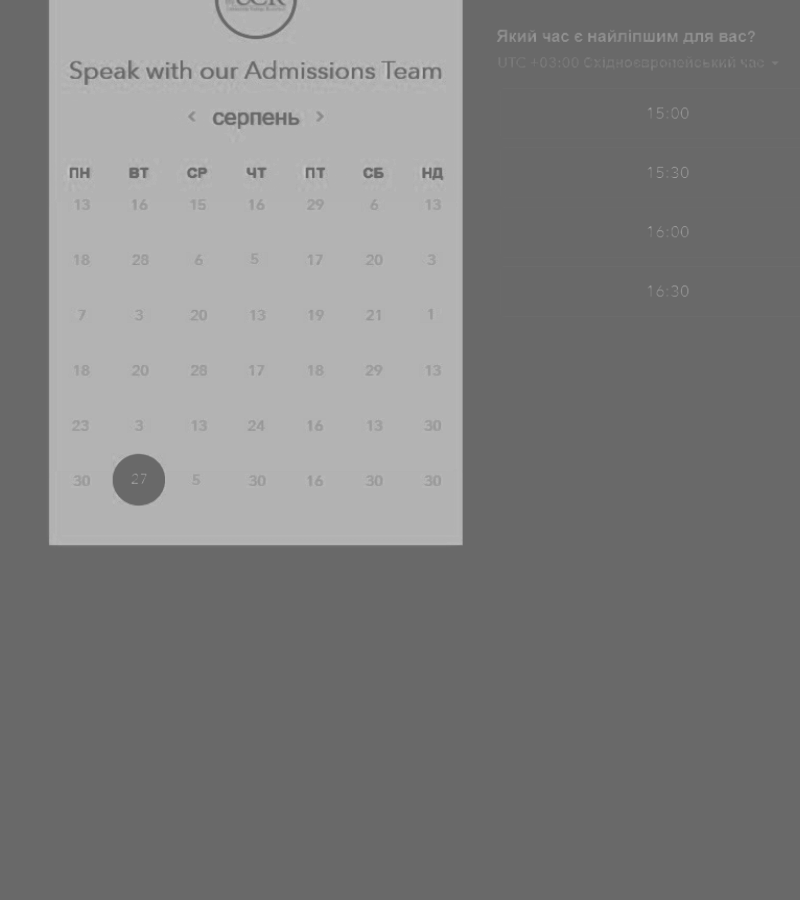 Speak with our Admissions Team
< серпень >
ПН ВТ СР ЧТ ПТ СБ НД
13 16 15 16 29 6 13
18 28 6 5 17 20 3
7 3 20 13 19 21 1
18 20 28 17 18 29 13
23 3 13 24 16 13 30
30 27 5 30 16 30 30
Який час є найліпшим для вас?
UTC +03:00 Східноєвропейський час
15:00
15:30
16:00
16:30